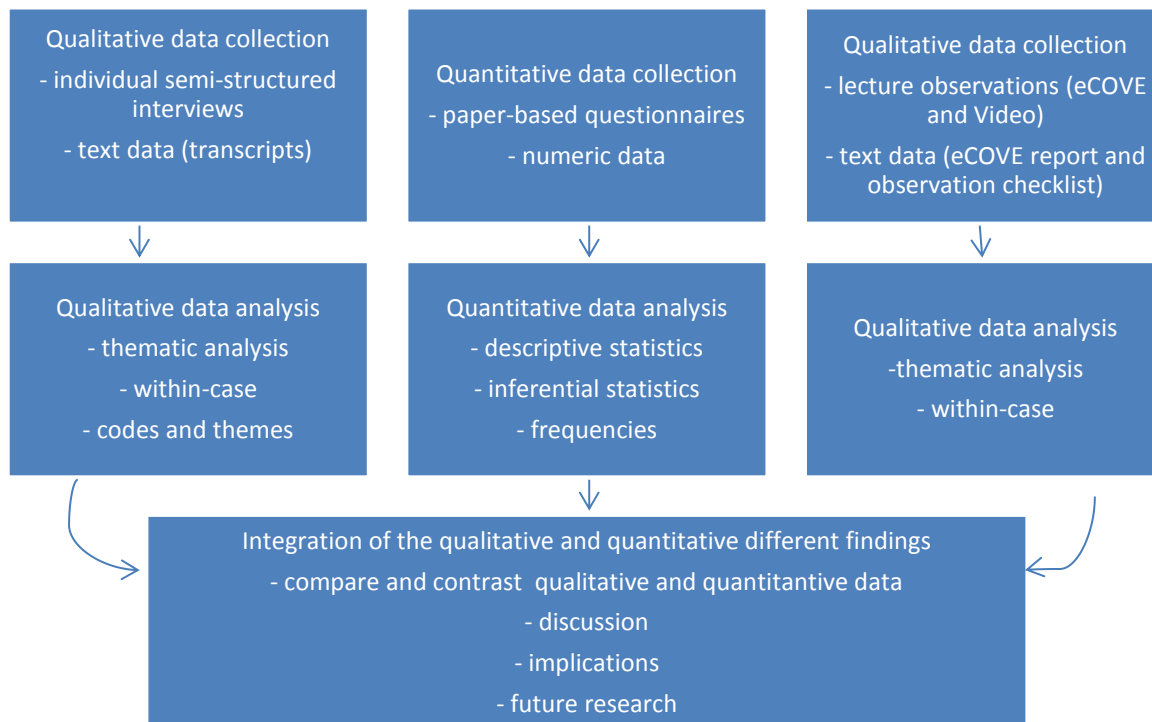 Qualitative data collection
- individual semi-structured
interviews
- text data (transcripts)
Quantitative data collection
- paper-based questionnaires
- numeric data
Qualitative data collection
- lecture observations (eCOVE
and Video)
- text data (eCOVE report and
observation checklist)
Qualitative data analysis
- thematic analysis
- within-case
- codes and themes
Quantitative data analysis
- descriptive statistics
- inferential statistics
- frequencies
Qualitative data analysis
-thematic analysis
- within-case
Integration of the qualitative and quantitative different findings
- compare and contrast  qualitative and quantitantive data
- discussion
- implications
- future research